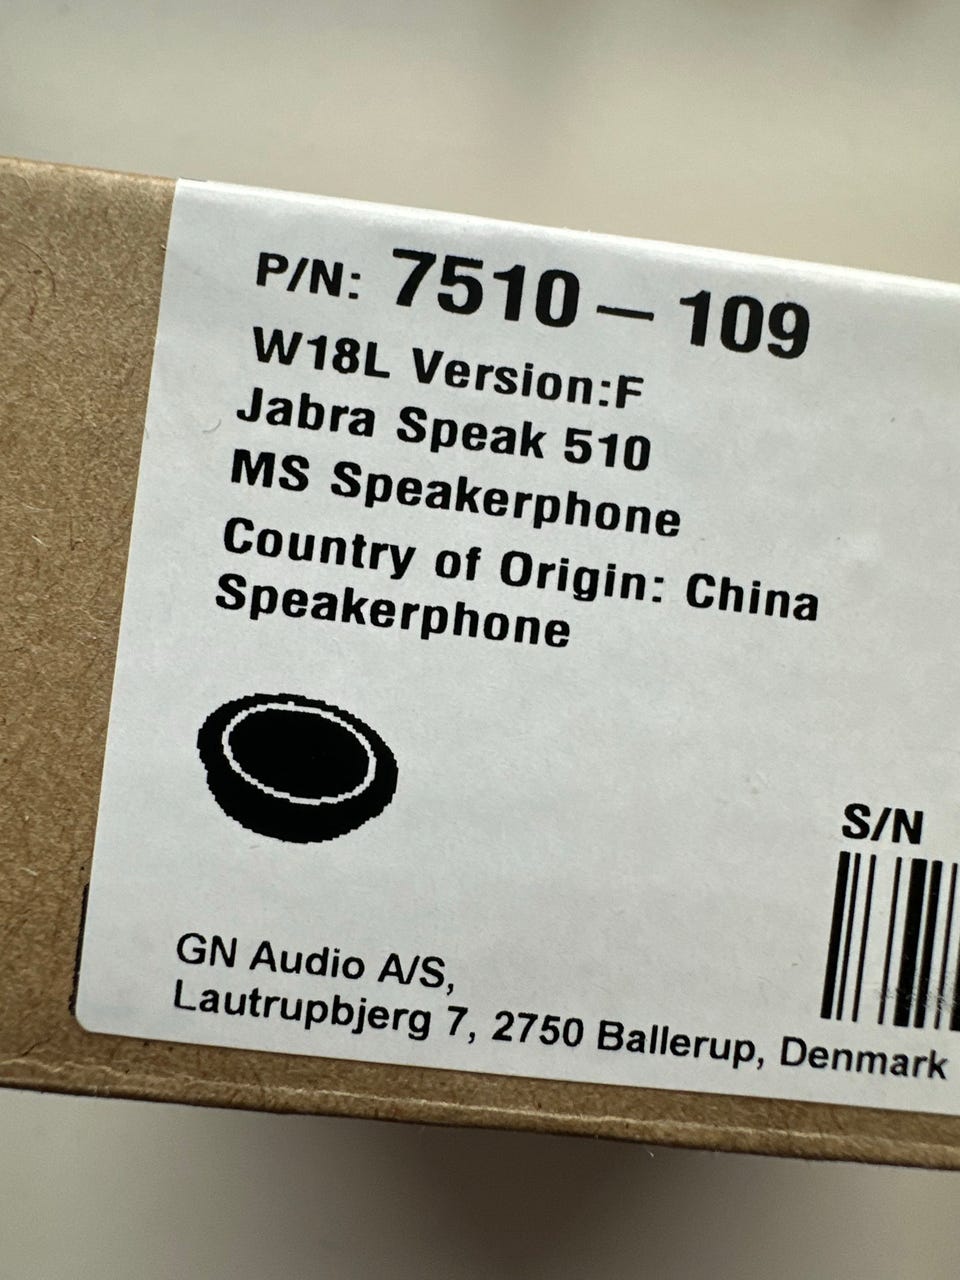 P/N: 7510 — 109
W18L Version:F
Jabra Speak 510
MS Speakerphone
Country of Origin: China
Speakerphone
S/N
GN Audio A/S,
Lautrupbjerg 7, 2750 Ballerup, Denmark